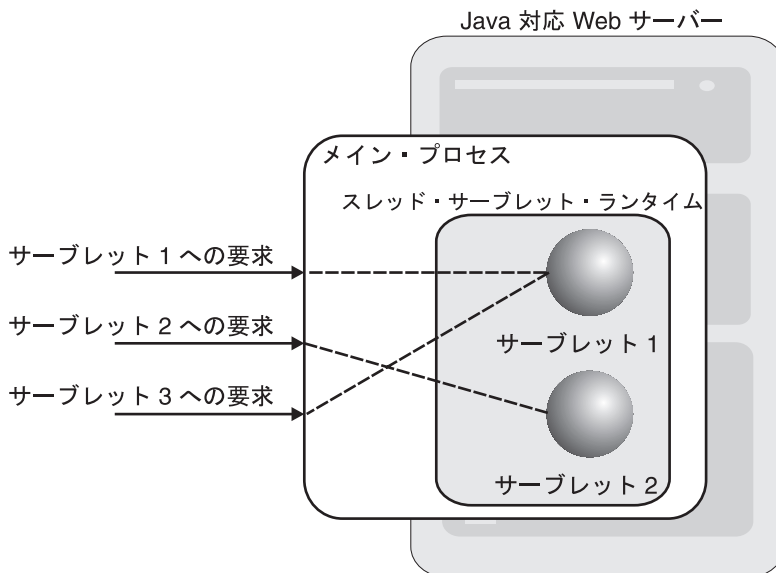 Java 対応 Web サーバー
メイン・プロセス
スレッド・サーブレット・ランタイム
サーブレット 1 への要求
サーブレット 2 への要求
サーブレット 3 への要求
サーブレット 1
サーブレット 2